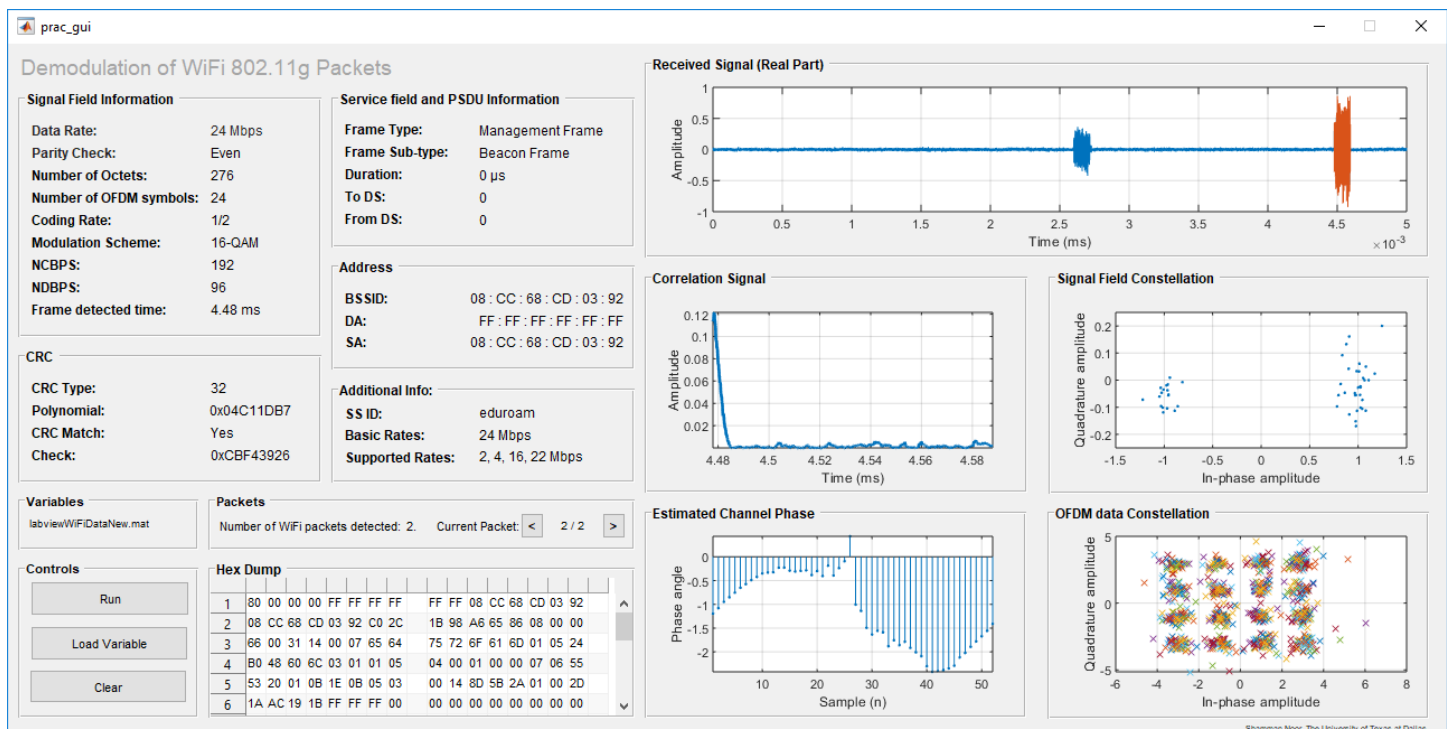 prac_gui
Demodulation of WiFi 802.11g Packets
Signal Field Information
Data Rate: 24 Mbps
Parity Check: Even
Number of Octets: 276
Number of OFDM symbols: 24
Coding Rate: 1/2
Modulation Scheme: 16-QAM
NCBPS: 192
NDBPS: 96
Frame detected time: 4.48 ms
Service field and PSDU Information
Frame Type: Management Frame
Frame Sub-type: Beacon Frame
Duration: 0 µs
To DS: 0
From DS: 0
Address
BSSID: 08 : CC : 68 : CD : 03 : 92
DA: FF : FF : FF : FF : FF : FF
SA: 08 : CC : 68 : CD : 03 : 92
CRC
CRC Type: 32
Polynomial: 0x04C11DB7
CRC Match: Yes
Check: 0xCBF43926
Additional Info:
SS ID: eduroam
Basic Rates: 24 Mbps
Supported Rates: 2, 4, 16, 22 Mbps
Variables
labviewWiFiDataNew.mat
Packets
Number of WiFi packets detected: 2. Current Packet: < 2 / 2 >
Controls
Run
Load Variable
Clear
Hex Dump
1 80 00 00 00 FF FF FF FF FF FF 08 CC 68 CD 03 92
2 08 CC 68 CD 03 92 C0 2C 1B 98 A6 65 86 08 00 00
3 66 00 31 14 00 07 65 64 75 72 6F 61 6D 01 05 24
4 B0 48 60 6C 03 01 01 05 04 00 01 00 00 07 06 55
5 53 20 01 0B 1E 0B 05 03 00 14 8D 5B 2A 01 00 2D
6 1A AC 19 1B FF FF FF 00 00 00 00 00 00 00 00 00
Received Signal (Real Part)
1
0.5
0
-0.5
-1
Amplitude
0 0.5 1 1.5 2 2.5 3 3.5 4 4.5 5
Time (ms)
×10-3
Correlation Signal
0.12
0.1
0.08
0.06
0.04
0.02
Amplitude
4.48 4.5 4.52 4.54 4.56 4.58
Time (ms)
Signal Field Constellation
0.2
0.1
0
-0.1
-0.2
Quadrature amplitude
-1.5 -1 -0.5 0 0.5 1 1.5
In-phase amplitude
Estimated Channel Phase
0
-0.5
-1
-1.5
-2
Phase angle
10 20 30 40 50
Sample (n)
OFDM data Constellation
5
0
-5
Quadrature amplitude
-6 -4 -2 0 2 4 6 8
In-phase amplitude